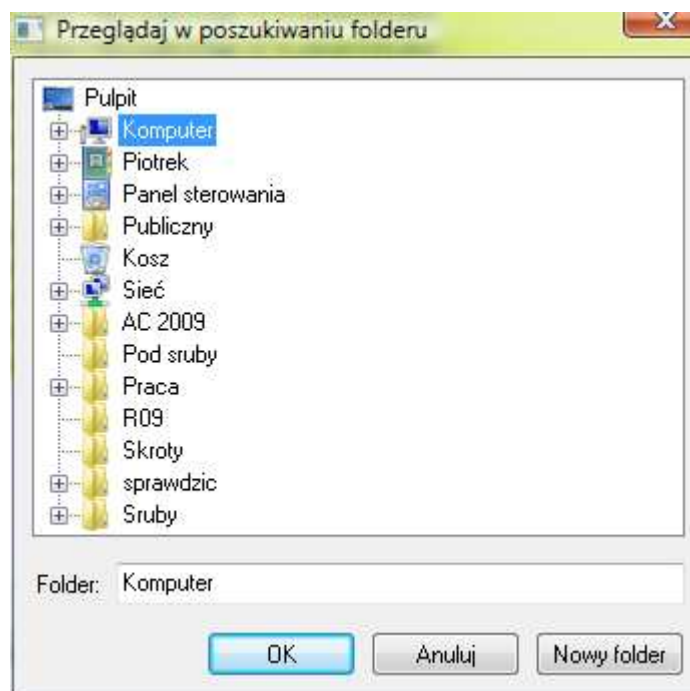 Przeglądaj w poszukiwaniu folderu
Pulpit
Komputer
Piotrek
Panel sterowania
Publiczny
Kosz
Sieć
AC 2009
Pod sruby
Praca
R09
Skroty
sprawdzic
Sruby
Folder: Komputer
OK Anuluj Nowy folder